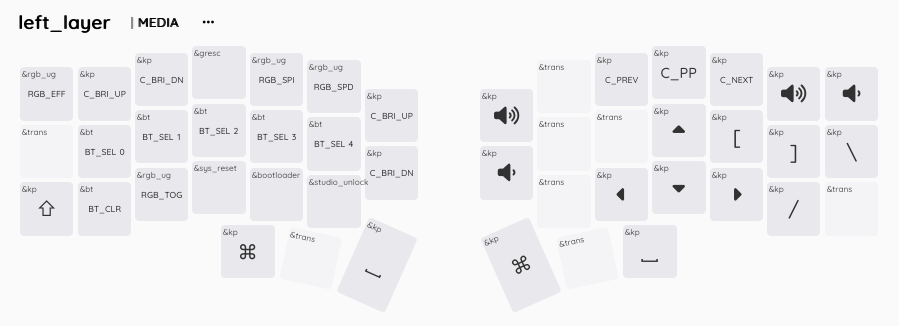 left_layer | MEDIA ...
&rgb_ug RGB_EFF
&kp C_BRI_UP
&kp C_BRI_DN
&gresc
&rgb_ug RGB_SPI
&rgb_ug RGB_SPD
&kp C_BRI_UP
&kp
&trans
&kp C_PREV
&kp C_PP
&kp C_NEXT
&kp
&kp
&trans
&bt BT_SEL 0
&bt BT_SEL 1
&bt BT_SEL 2
&bt BT_SEL 3
&bt BT_SEL 4
&kp C_BRI_DN
&kp
&trans
&trans
&kp
&kp [
&kp ]
&kp \
&kp
&bt BT_CLR
&rgb_ug RGB_TOG
&sys_reset
&bootloader
&studio_unlock
&trans
&kp
&kp
&kp
&kp /
&trans
&kp
&trans
&kp
&kp
&trans
&kp